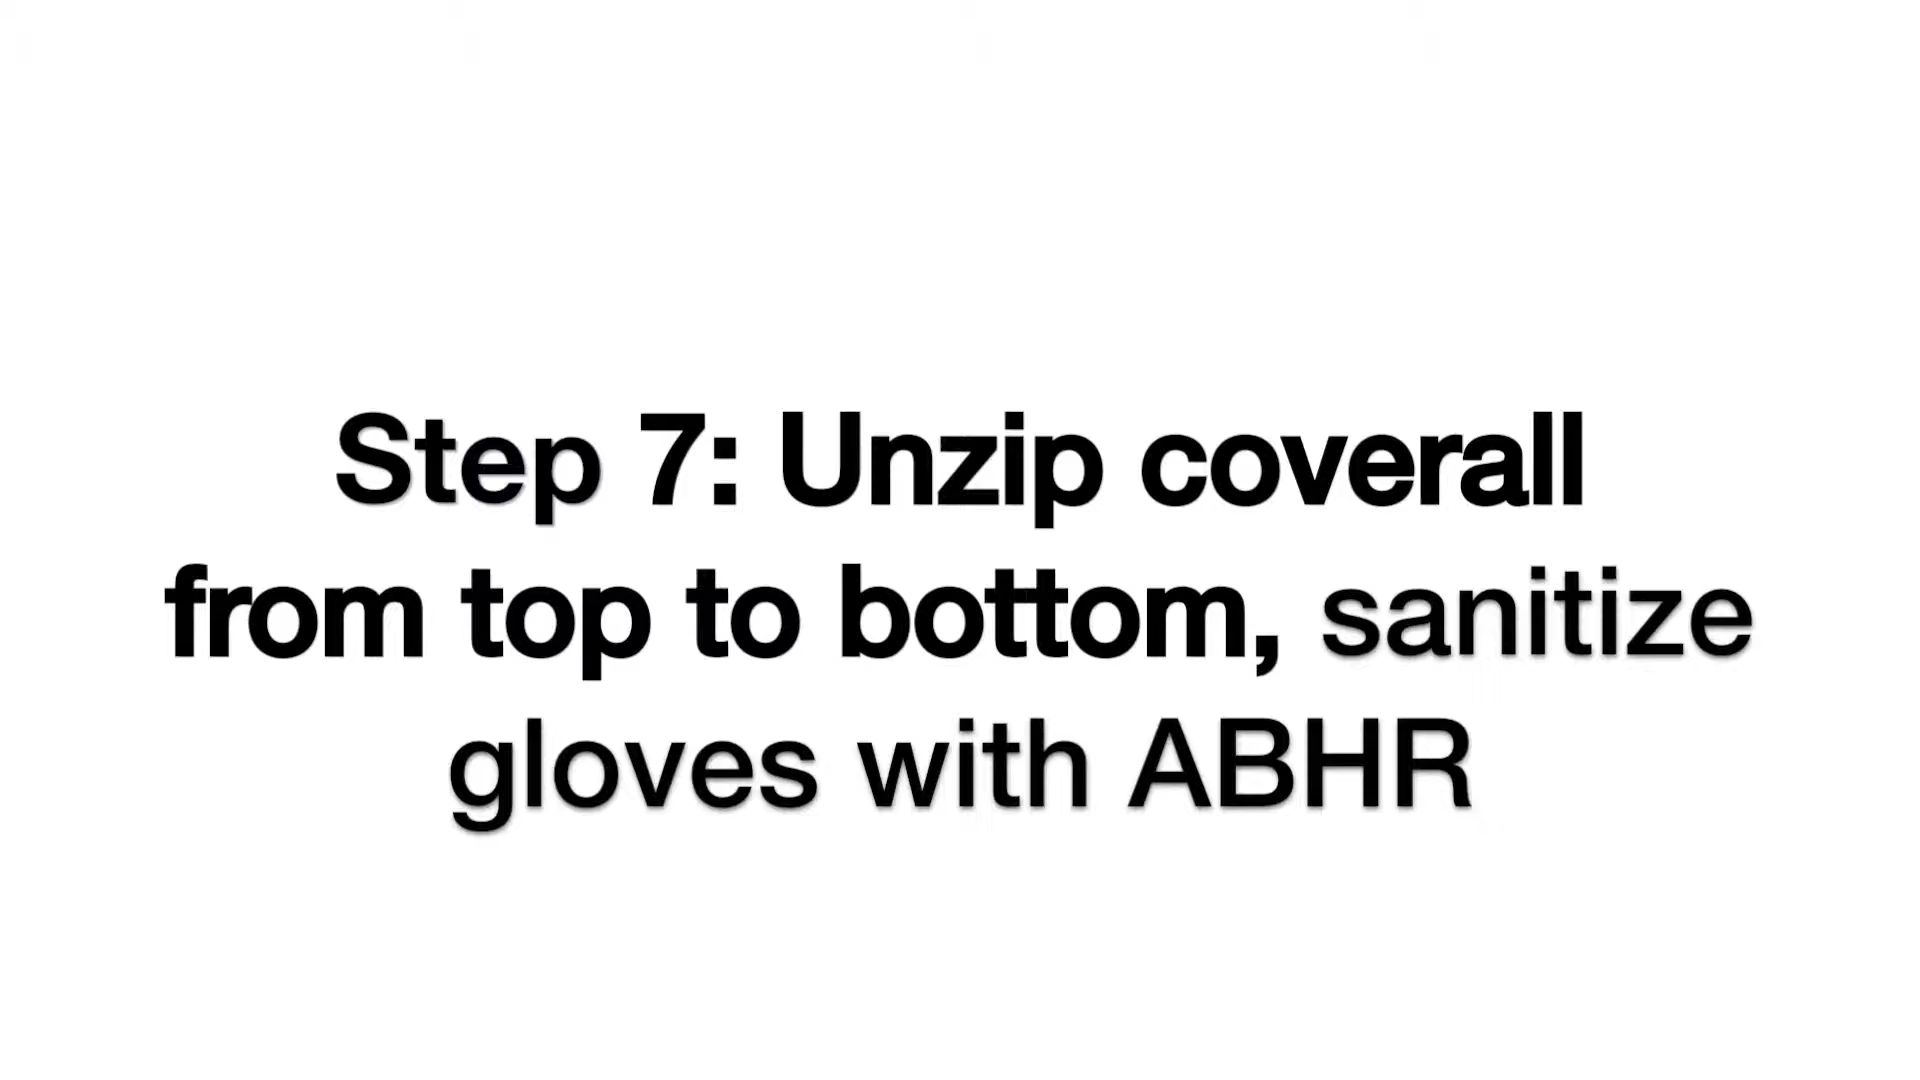 Step 7: Unzip coverall
from top to bottom, sanitize
gloves with ABHR